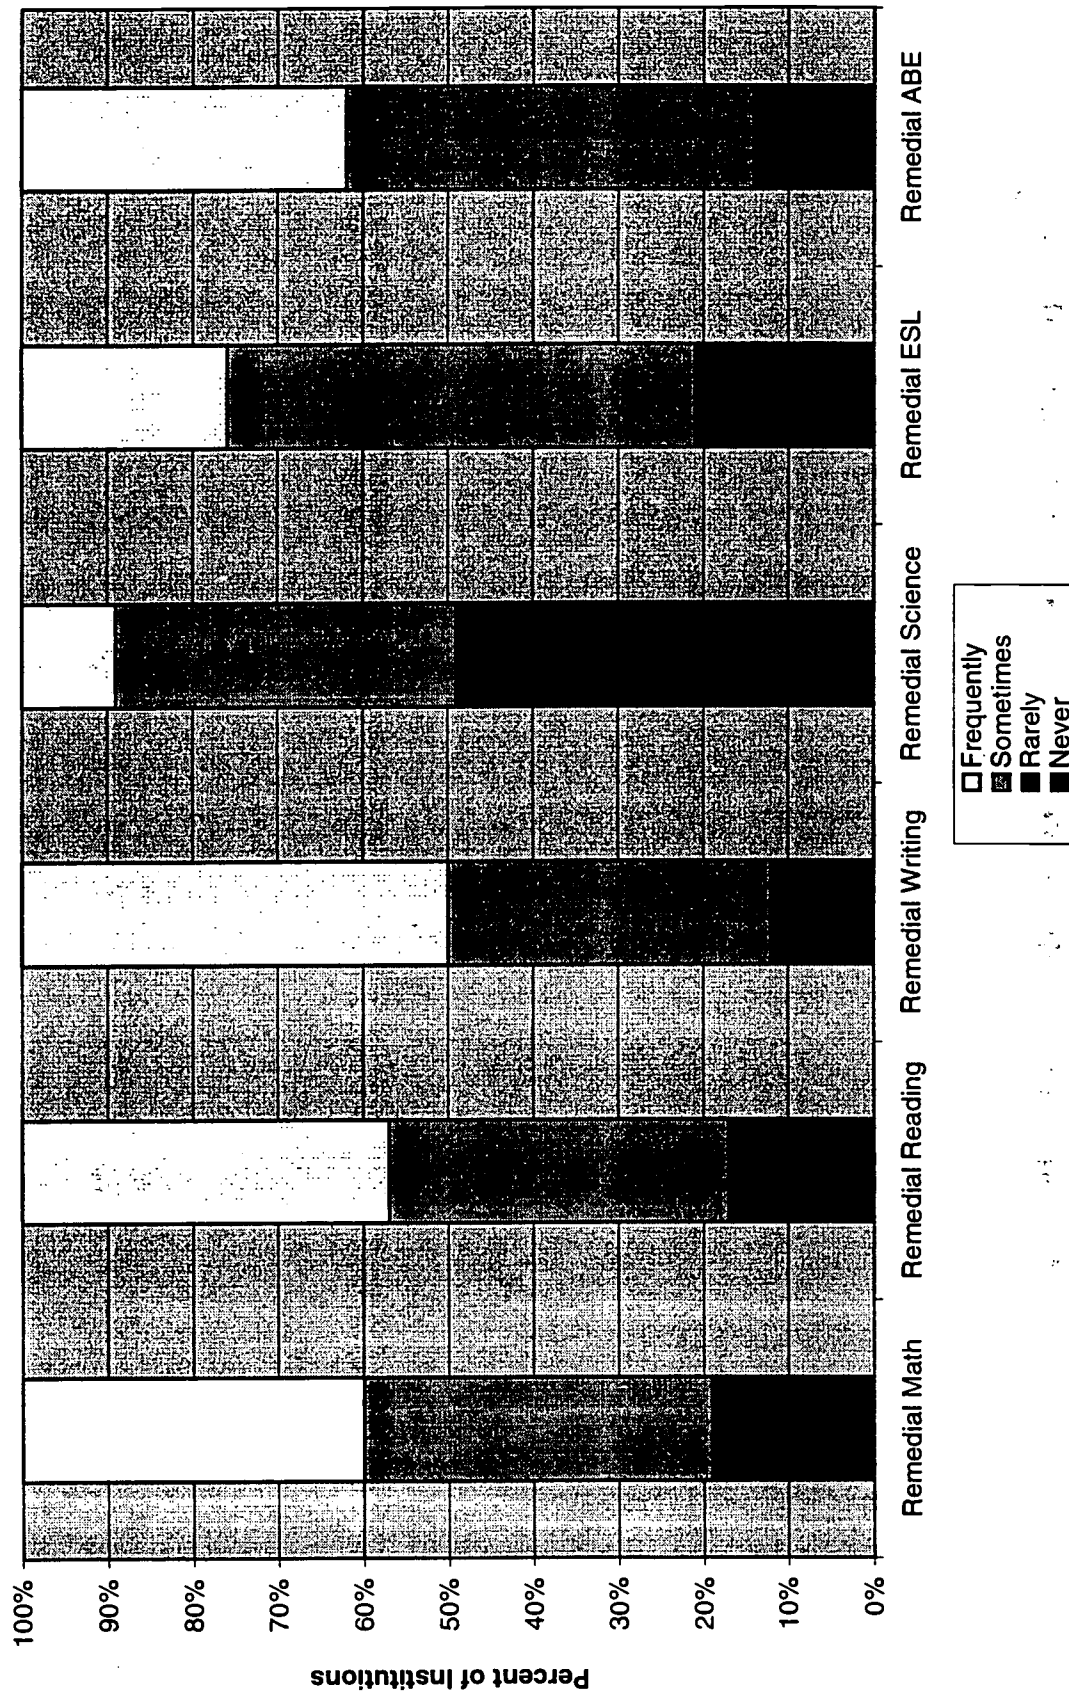 Percent of Institutions
100%
90%
80%
70%
60%
50%
40%
30%
20%
10%
0%
Remedial Math
Remedial Reading
Remedial Writing
Remedial Science
Remedial ESL
Remedial ABE
Frequently
Sometimes
Rarely
Never